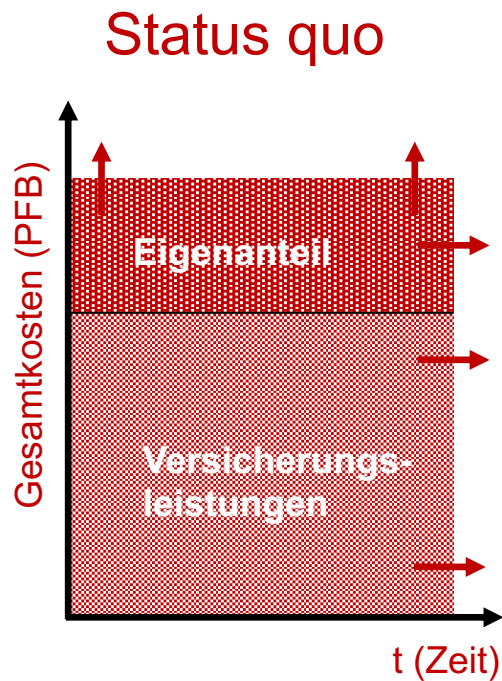 Status quo
Gesamtkosten (PFB)
Eigenanteil
Versicherungs-
leistungen
t (Zeit)